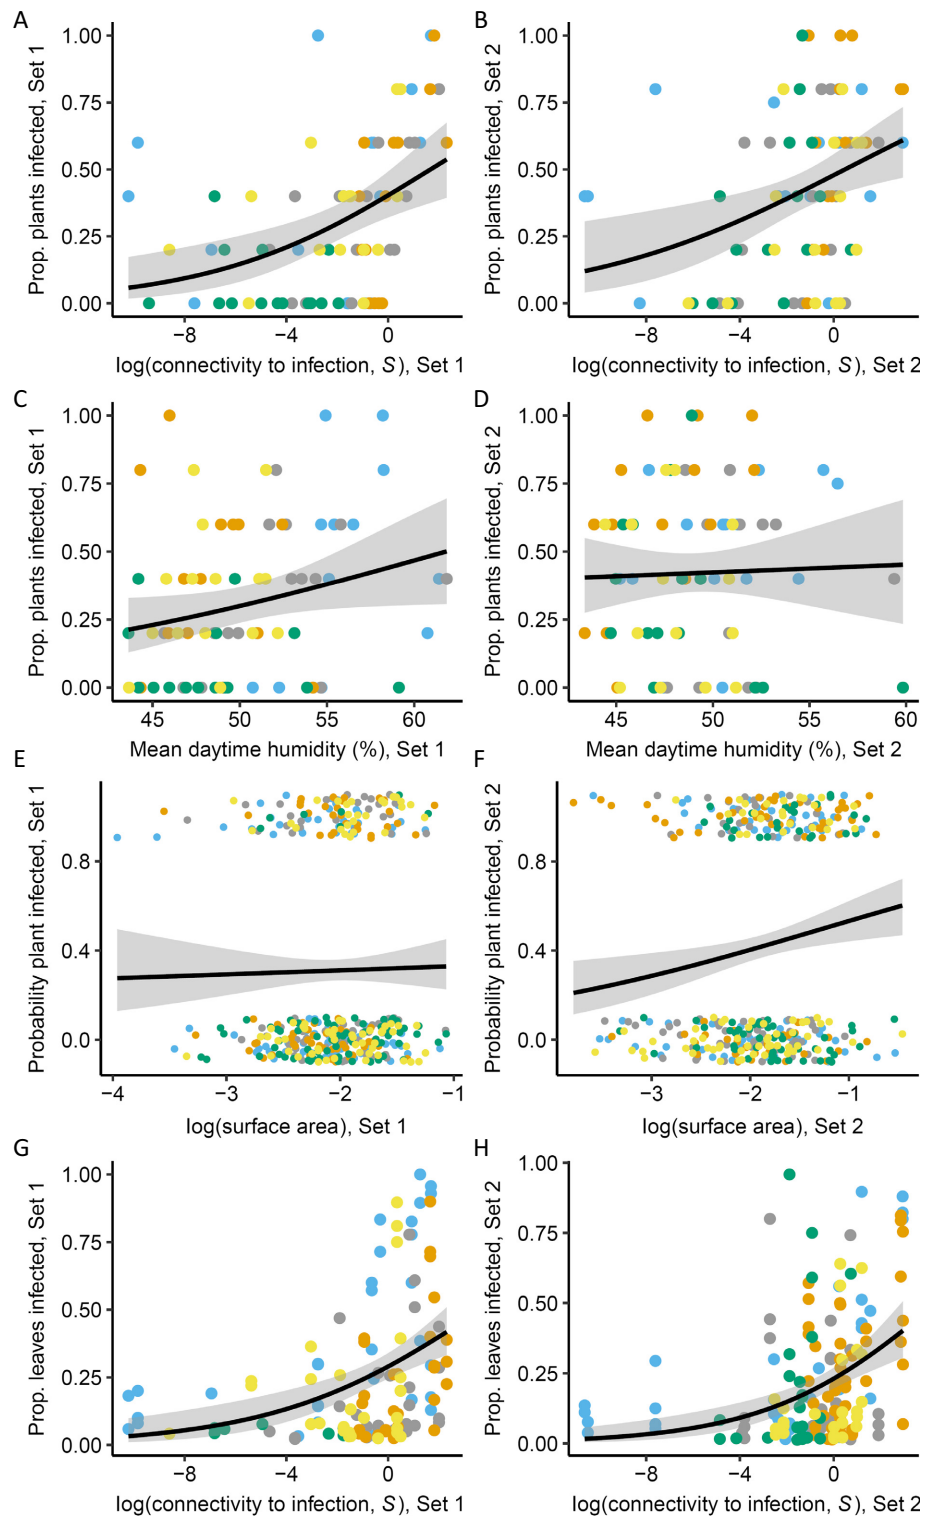 A
Prop. plants infected, Set 1
1.00
0.75
0.50
0.25
0.00
−8 −4 0
log(connectivity to infection, S), Set 1
B
Prop. plants infected, Set 2
1.00
0.75
0.50
0.25
0.00
−8 −4 0
log(connectivity to infection, S), Set 2
C
Prop. plants infected, Set 1
1.00
0.75
0.50
0.25
0.00
45 50 55 60
Mean daytime humidity (%), Set 1
D
Prop. plants infected, Set 2
1.00
0.75
0.50
0.25
0.00
45 50 55 60
Mean daytime humidity (%), Set 2
E
Probability plant infected, Set 1
0.8
0.4
0.0
−4 −3 −2 −1
log(surface area), Set 1
F
Probability plant infected, Set 2
0.8
0.4
0.0
−3 −2 −1
log(surface area), Set 2
G
Prop. leaves infected, Set 1
1.00
0.75
0.50
0.25
0.00
−8 −4 0
log(connectivity to infection, S), Set 1
H
Prop. leaves infected, Set 2
1.00
0.75
0.50
0.25
0.00
−8 −4 0
log(connectivity to infection, S), Set 2